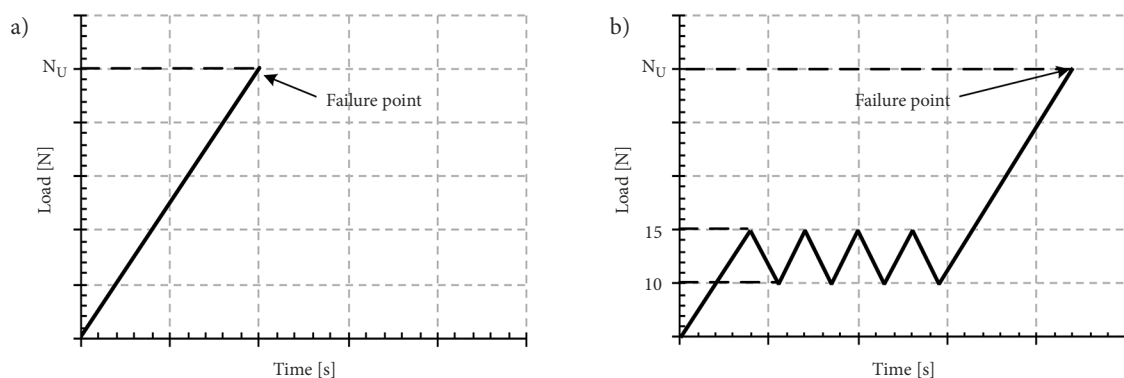 a)
N_U
Failure point
Load [N]
Time [s]
b)
N_U
Failure point
Load [N]
15
10
Time [s]